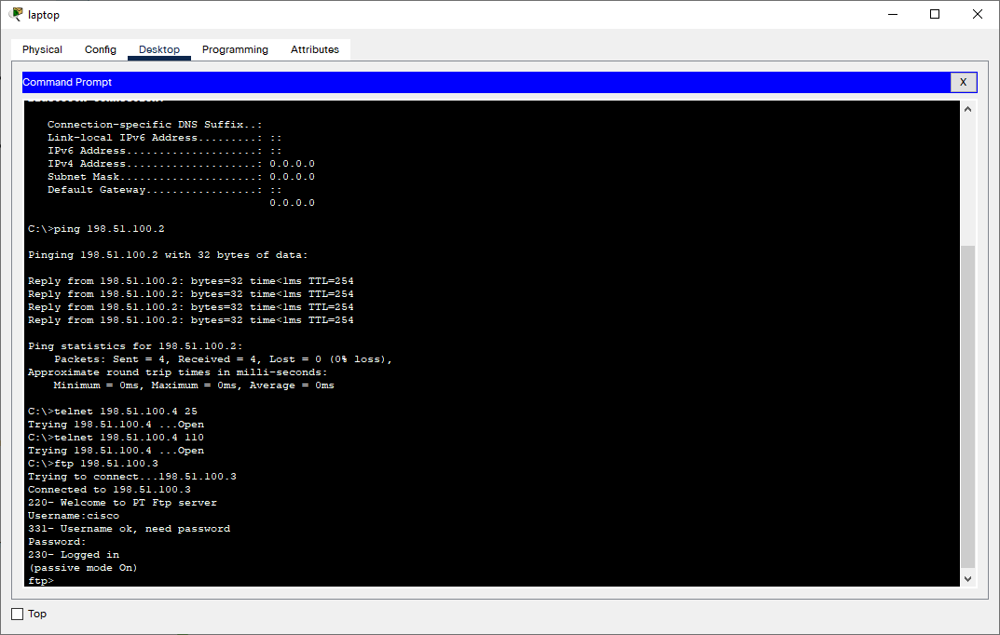 laptop
Physical Config Desktop Programming Attributes
Command Prompt X
Connection-specific DNS Suffix..:
Link-local IPv6 Address.........: ::
IPv6 Address....................: ::
IPv4 Address....................: 0.0.0.0
Subnet Mask.....................: 0.0.0.0
Default Gateway.................: ::
0.0.0.0
C:\>ping 198.51.100.2
Pinging 198.51.100.2 with 32 bytes of data:
Reply from 198.51.100.2: bytes=32 time<1ms TTL=254
Reply from 198.51.100.2: bytes=32 time<1ms TTL=254
Reply from 198.51.100.2: bytes=32 time<1ms TTL=254
Reply from 198.51.100.2: bytes=32 time<1ms TTL=254
Ping statistics for 198.51.100.2:
Packets: Sent = 4, Received = 4, Lost = 0 (0% loss),
Approximate round trip times in milli-seconds:
Minimum = 0ms, Maximum = 0ms, Average = 0ms
C:\>telnet 198.51.100.4 25
Trying 198.51.100.4 ...Open
C:\>telnet 198.51.100.4 110
Trying 198.51.100.4 ...Open
C:\>ftp 198.51.100.3
Trying to connect...198.51.100.3
Connected to 198.51.100.3
220- Welcome to PT Ftp server
Username:cisco
331- Username ok, need password
Password:
230- Logged in
(passive mode On)
ftp>
Top